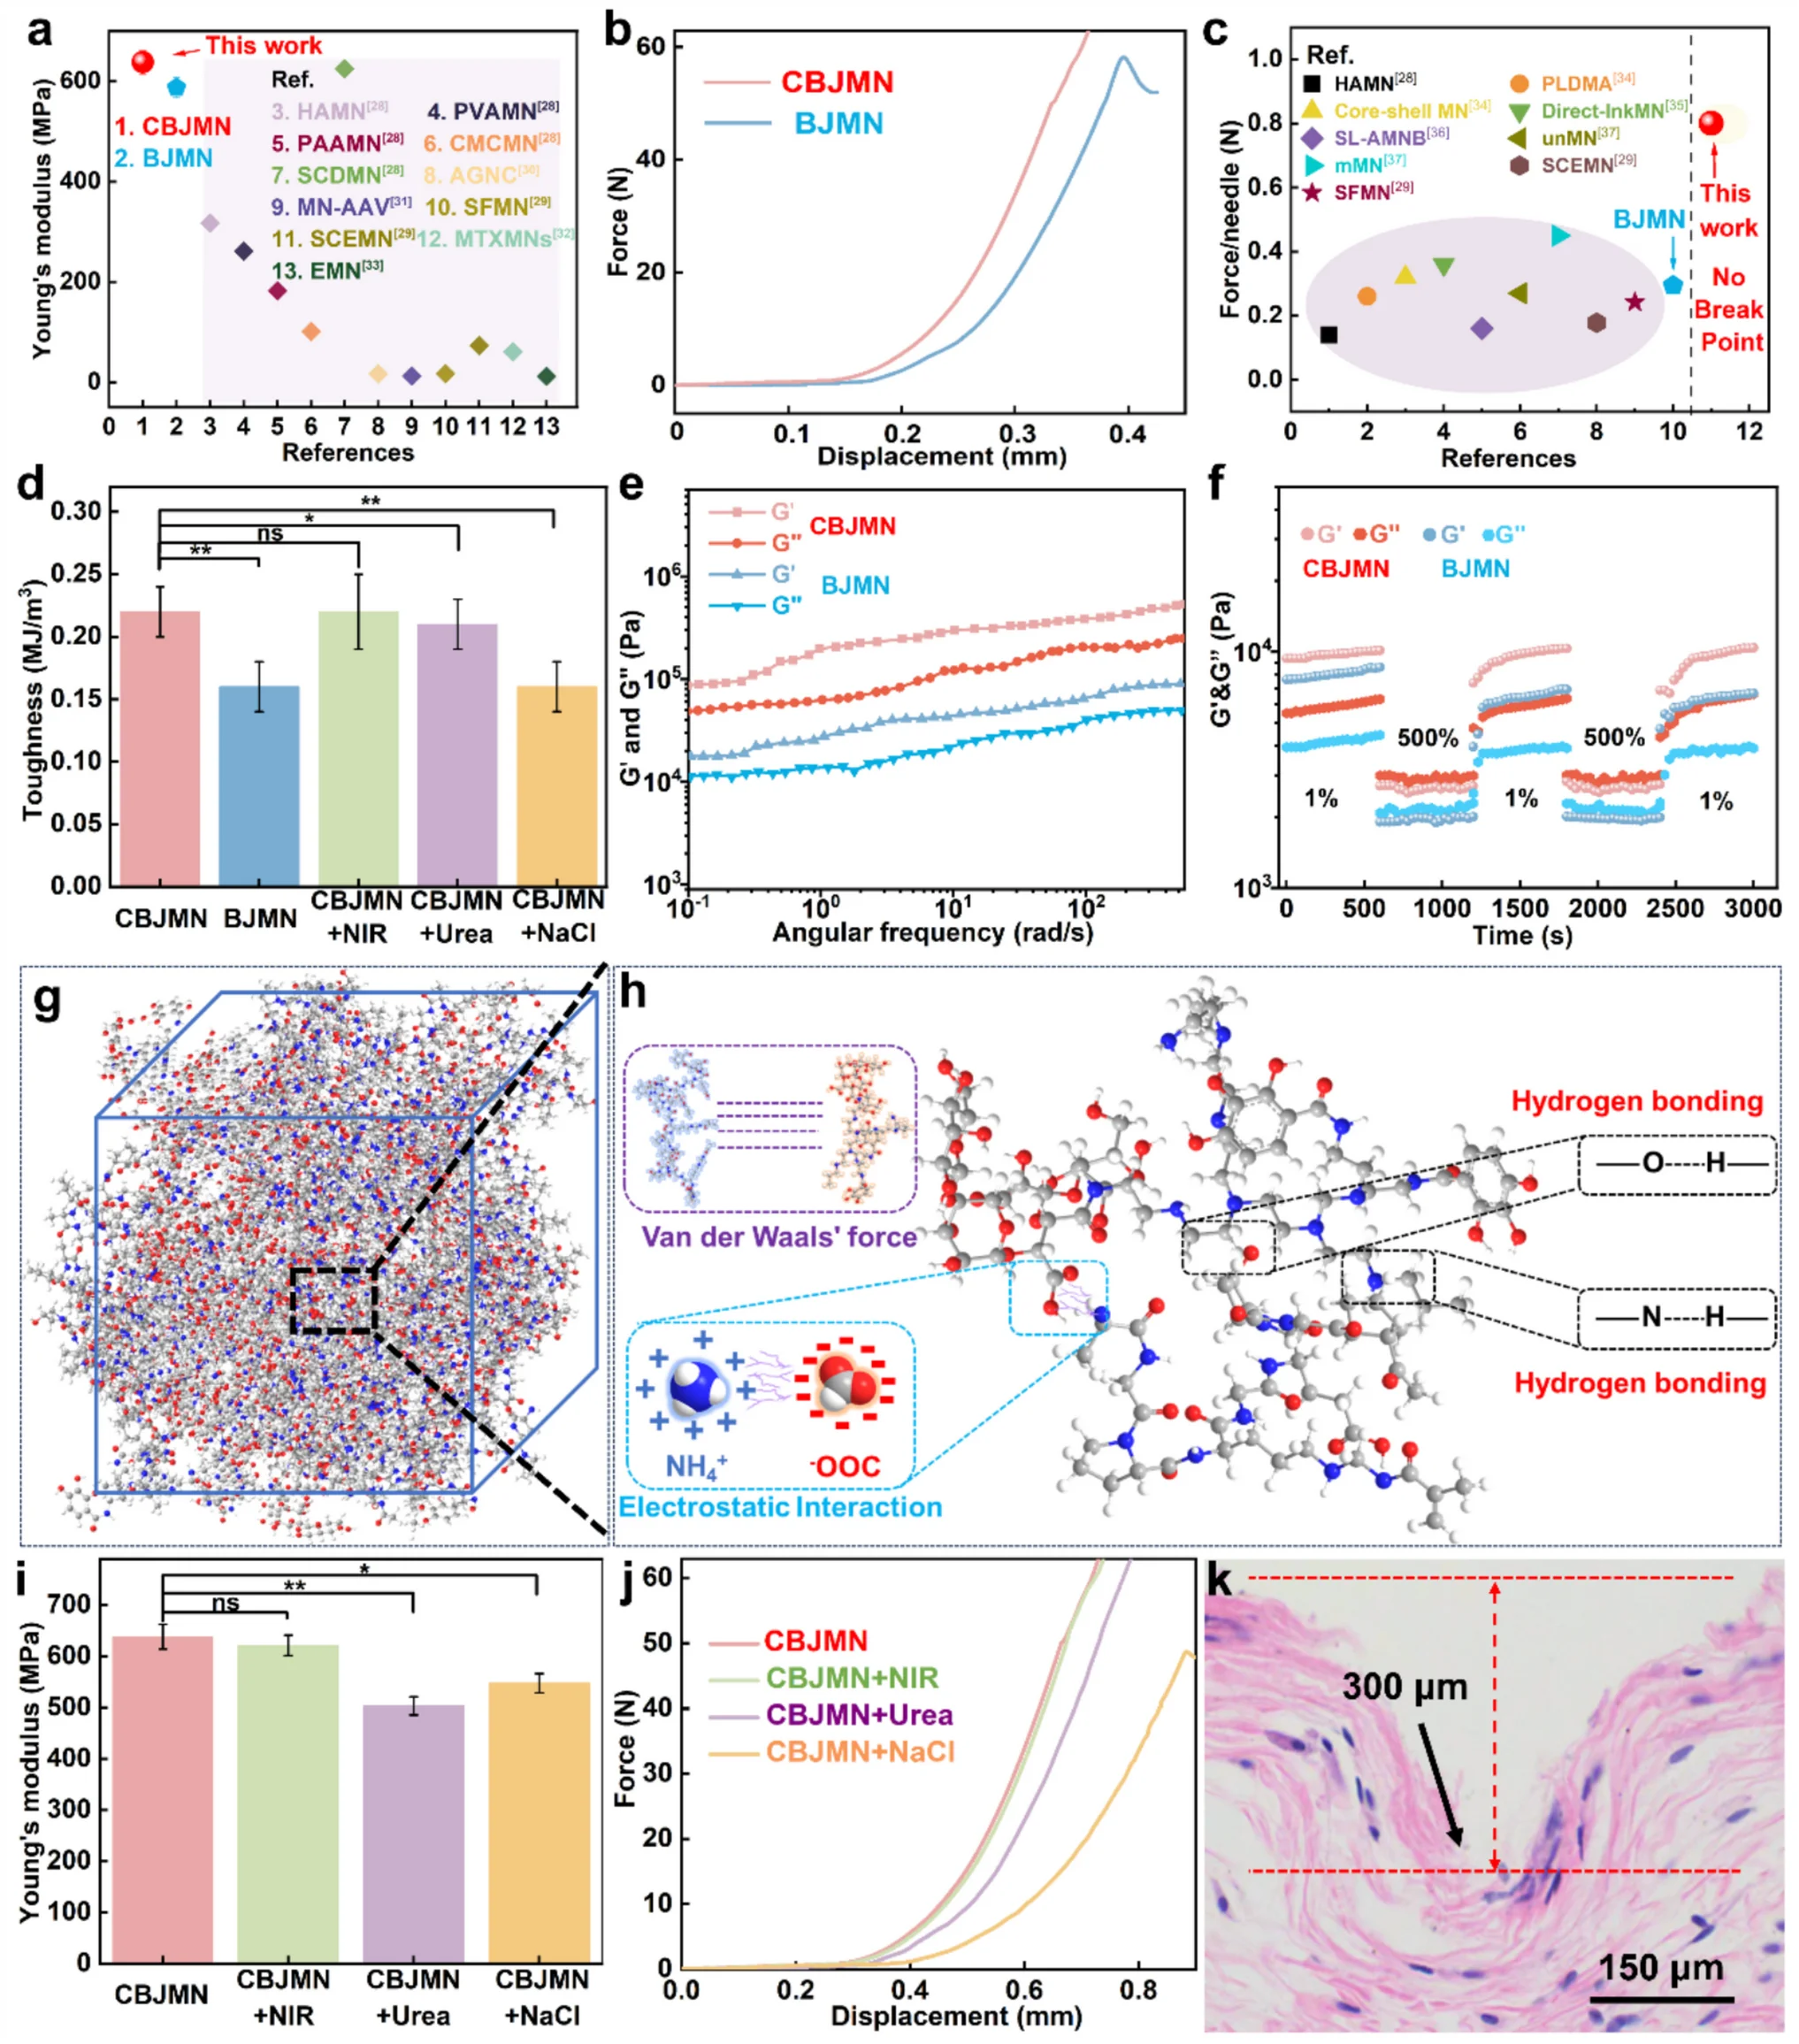 a
Young's modulus (MPa)
600
400
200
0
This work
1. CBJMN
2. BJMN
Ref.
3. HAMN[28] 4. PVAMN[28]
5. PAAMN[28] 6. CMCMN[28]
7. SCDMN[28] 8. AGNC[30]
9. MN-AAV[31] 10. SFMN[29]
11. SCEMN[29] 12. MTXMNs[32]
13. EMN[33]
0 1 2 3 4 5 6 7 8 9 10 11 12 13
References
b
Force (N)
60
40
20
0
CBJMN
BJMN
0 0.1 0.2 0.3 0.4
Displacement (mm)
c
Force/needle (N)
1.0
0.8
0.6
0.4
0.2
0.0
Ref.
HAMN[28] PLDMA[34]
Core-shell MN[34] Direct-InkMN[35]
SL-AMNB[36] unMN[37]
mMN[37] SCEMN[29]
SFMN[29]
BJMN
This
work
No
Break
Point
0 2 4 6 8 10 12
References
d
Toughness (MJ/m³)
0.30
0.25
0.20
0.15
0.10
0.05
0.00
**
*
ns
**
CBJMN BJMN CBJMN +NIR CBJMN +Urea CBJMN +NaCl
e
G' and G'' (Pa)
10⁶
10⁵
10⁴
10³
G'
G''
CBJMN
G'
G''
BJMN
10⁻¹ 10⁰ 10¹ 10²
Angular frequency (rad/s)
f
G'&G'' (Pa)
10⁴
10³
G' G'' G' G''
CBJMN BJMN
500% 500%
1% 1% 1%
0 500 1000 1500 2000 2500 3000
Time (s)
g
h
Van der Waals' force
NH₄⁺
⁻OOC
Electrostatic Interaction
Hydrogen bonding
O----H
N----H
Hydrogen bonding
i
Young's modulus (MPa)
700
600
500
400
300
200
100
0
*
**
ns
CBJMN CBJMN +NIR CBJMN +Urea CBJMN +NaCl
j
Force (N)
60
50
40
30
20
10
0
CBJMN
CBJMN+NIR
CBJMN+Urea
CBJMN+NaCl
0.0 0.2 0.4 0.6 0.8
Displacement (mm)
k
300 μm
150 μm